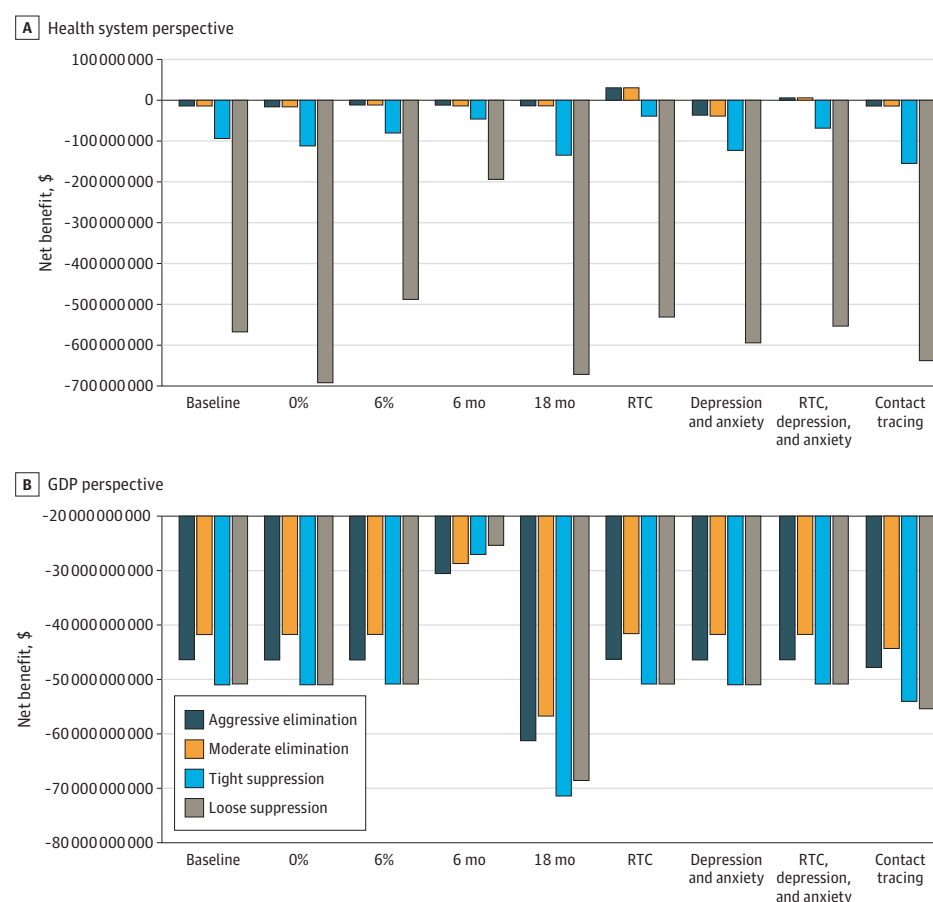 A Health system perspective
Net benefit, $
100 000 000
0
-100 000 000
-200 000 000
-300 000 000
-400 000 000
-500 000 000
-600 000 000
-700 000 000
Baseline 0% 6% 6 mo 18 mo RTC Depression and anxiety RTC, depression, and anxiety Contact tracing
B GDP perspective
Net benefit, $
-20 000 000 000
-30 000 000 000
-40 000 000 000
-50 000 000 000
-60 000 000 000
-70 000 000 000
-80 000 000 000
Aggressive elimination
Moderate elimination
Tight suppression
Loose suppression
Baseline 0% 6% 6 mo 18 mo RTC Depression and anxiety RTC, depression, and anxiety Contact tracing